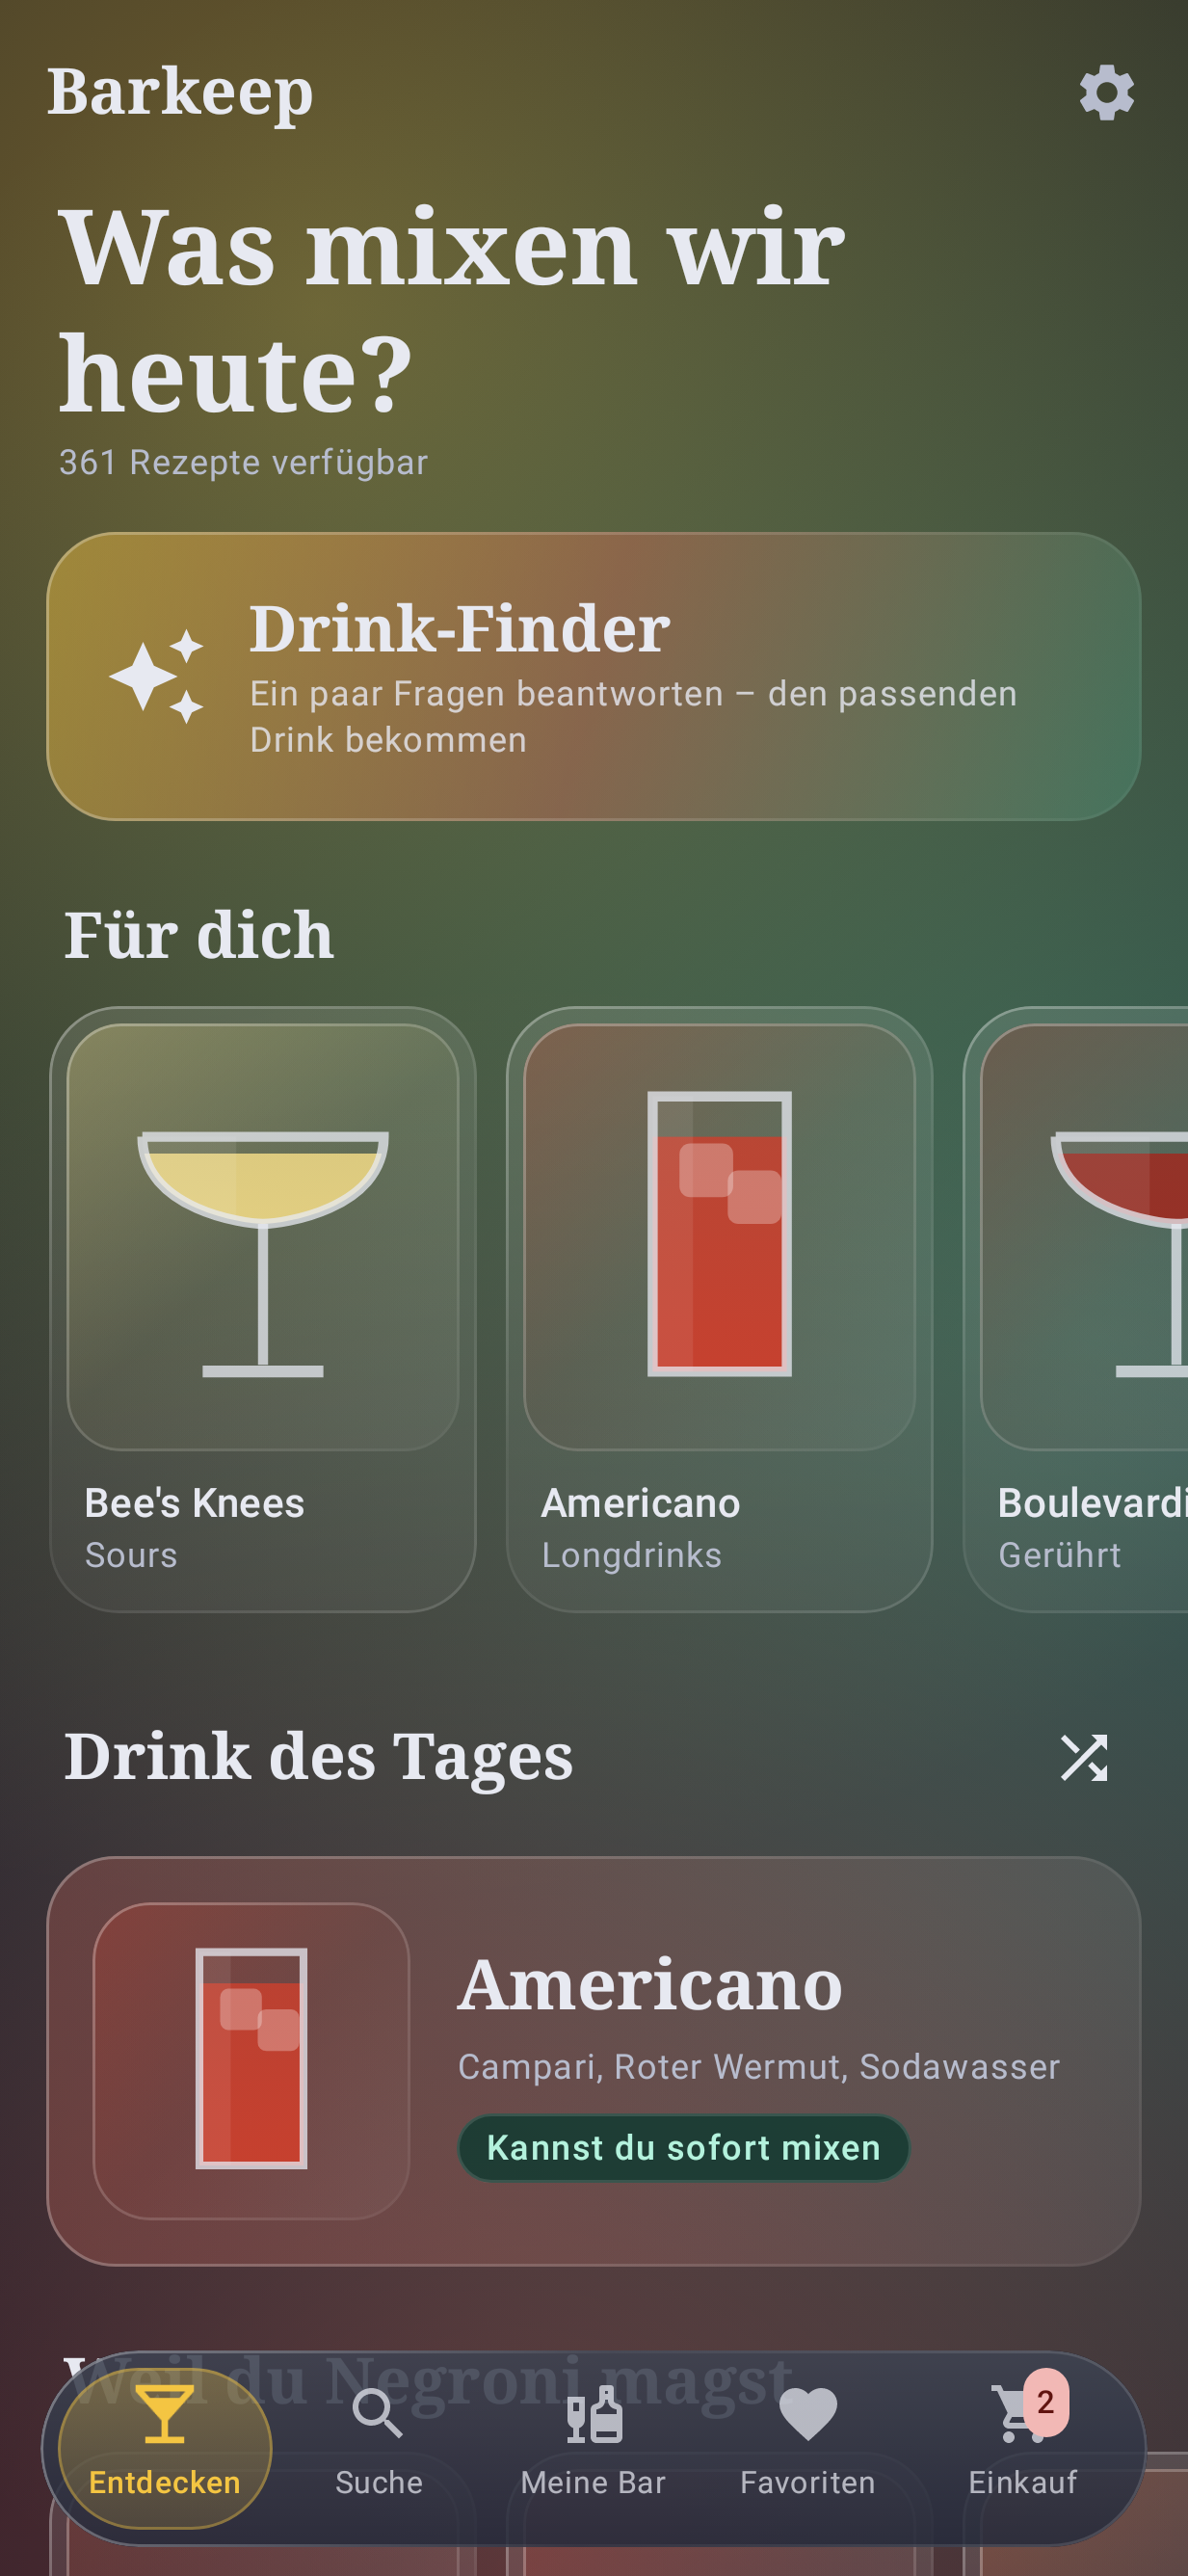 Barkeep
Was mixen wir
heute?
361 Rezepte verfügbar
Drink-Finder
Ein paar Fragen beantworten – den passenden
Drink bekommen
Für dich
Bee's Knees
Sours
Americano
Longdrinks
Boulevardi
Gerührt
Drink des Tages
Americano
Campari, Roter Wermut, Sodawasser
Kannst du sofort mixen
Weil du Negroni magst
2
Entdecken
Suche
Meine Bar
Favoriten
Einkauf